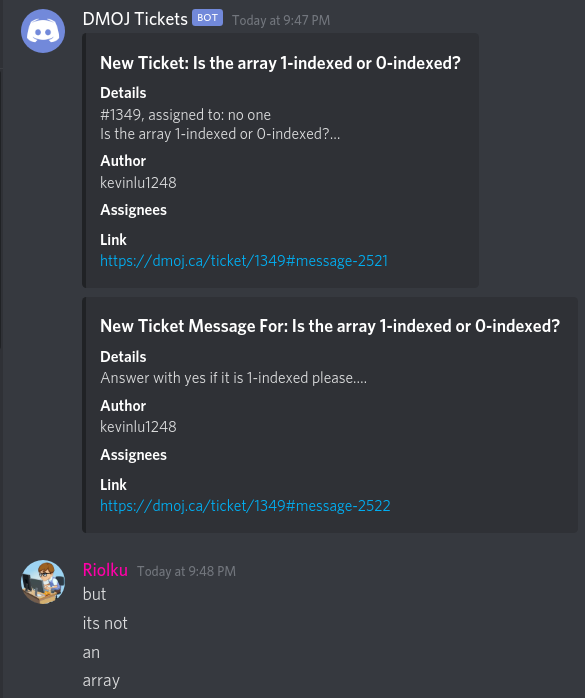 DMOJ Tickets BOT Today at 9:47 PM
New Ticket: Is the array 1-indexed or 0-indexed?
Details
#1349, assigned to: no one
Is the array 1-indexed or 0-indexed?...
Author
kevinlu1248
Assignees
Link
https://dmoj.ca/ticket/1349#message-2521
New Ticket Message For: Is the array 1-indexed or 0-indexed?
Details
Answer with yes if it is 1-indexed please....
Author
kevinlu1248
Assignees
Link
https://dmoj.ca/ticket/1349#message-2522
Riolku Today at 9:48 PM
but
its not
an
array